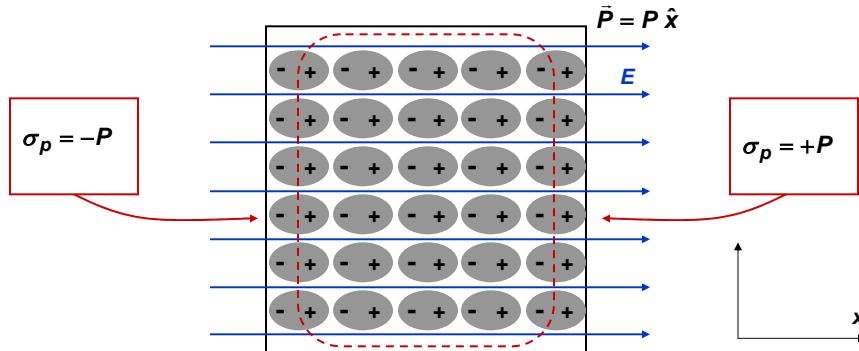 P⃗ = P x̂
E
σp = −P
σp = +P
- + - + - + - + - +
- + - + - + - + - +
- + - + - + - + - +
- + - + - + - + - +
- + - + - + - + - +
- + - + - + - + - +
x